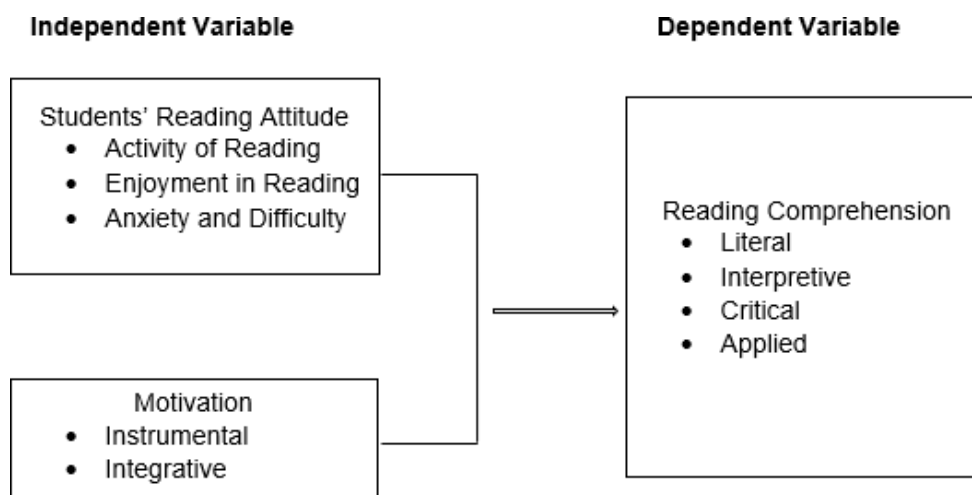 Independent Variable
Dependent Variable
Students’ Reading Attitude
• Activity of Reading
• Enjoyment in Reading
• Anxiety and Difficulty
Motivation
• Instrumental
• Integrative
Reading Comprehension
• Literal
• Interpretive
• Critical
• Applied